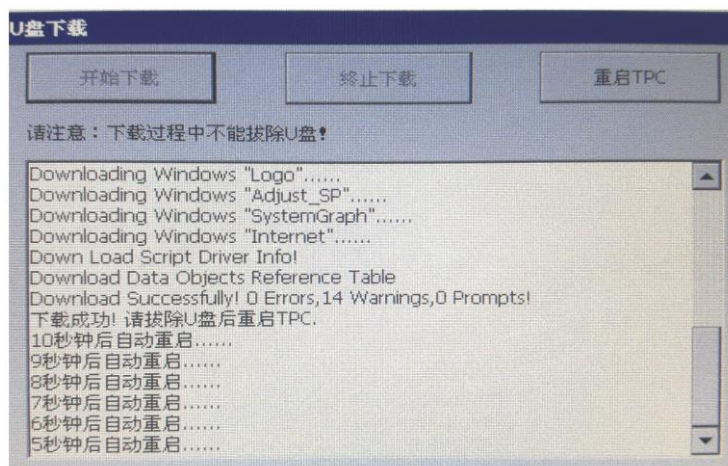 U盘下载
开始下载
终止下载
重启TPC
请注意：下载过程中不能拔除U盘!
Downloading Windows "Logo"......
Downloading Windows "Adjust_SP"......
Downloading Windows "SystemGraph"......
Downloading Windows "Internet"......
Down Load Script Driver Info!
Download Data Objects Reference Table
Download Successfully! 0 Errors,14 Warnings,0 Prompts!
下载成功! 请拔除U盘后重启TPC.
10秒钟后自动重启......
9秒钟后自动重启......
8秒钟后自动重启......
7秒钟后自动重启......
6秒钟后自动重启......
5秒钟后自动重启......